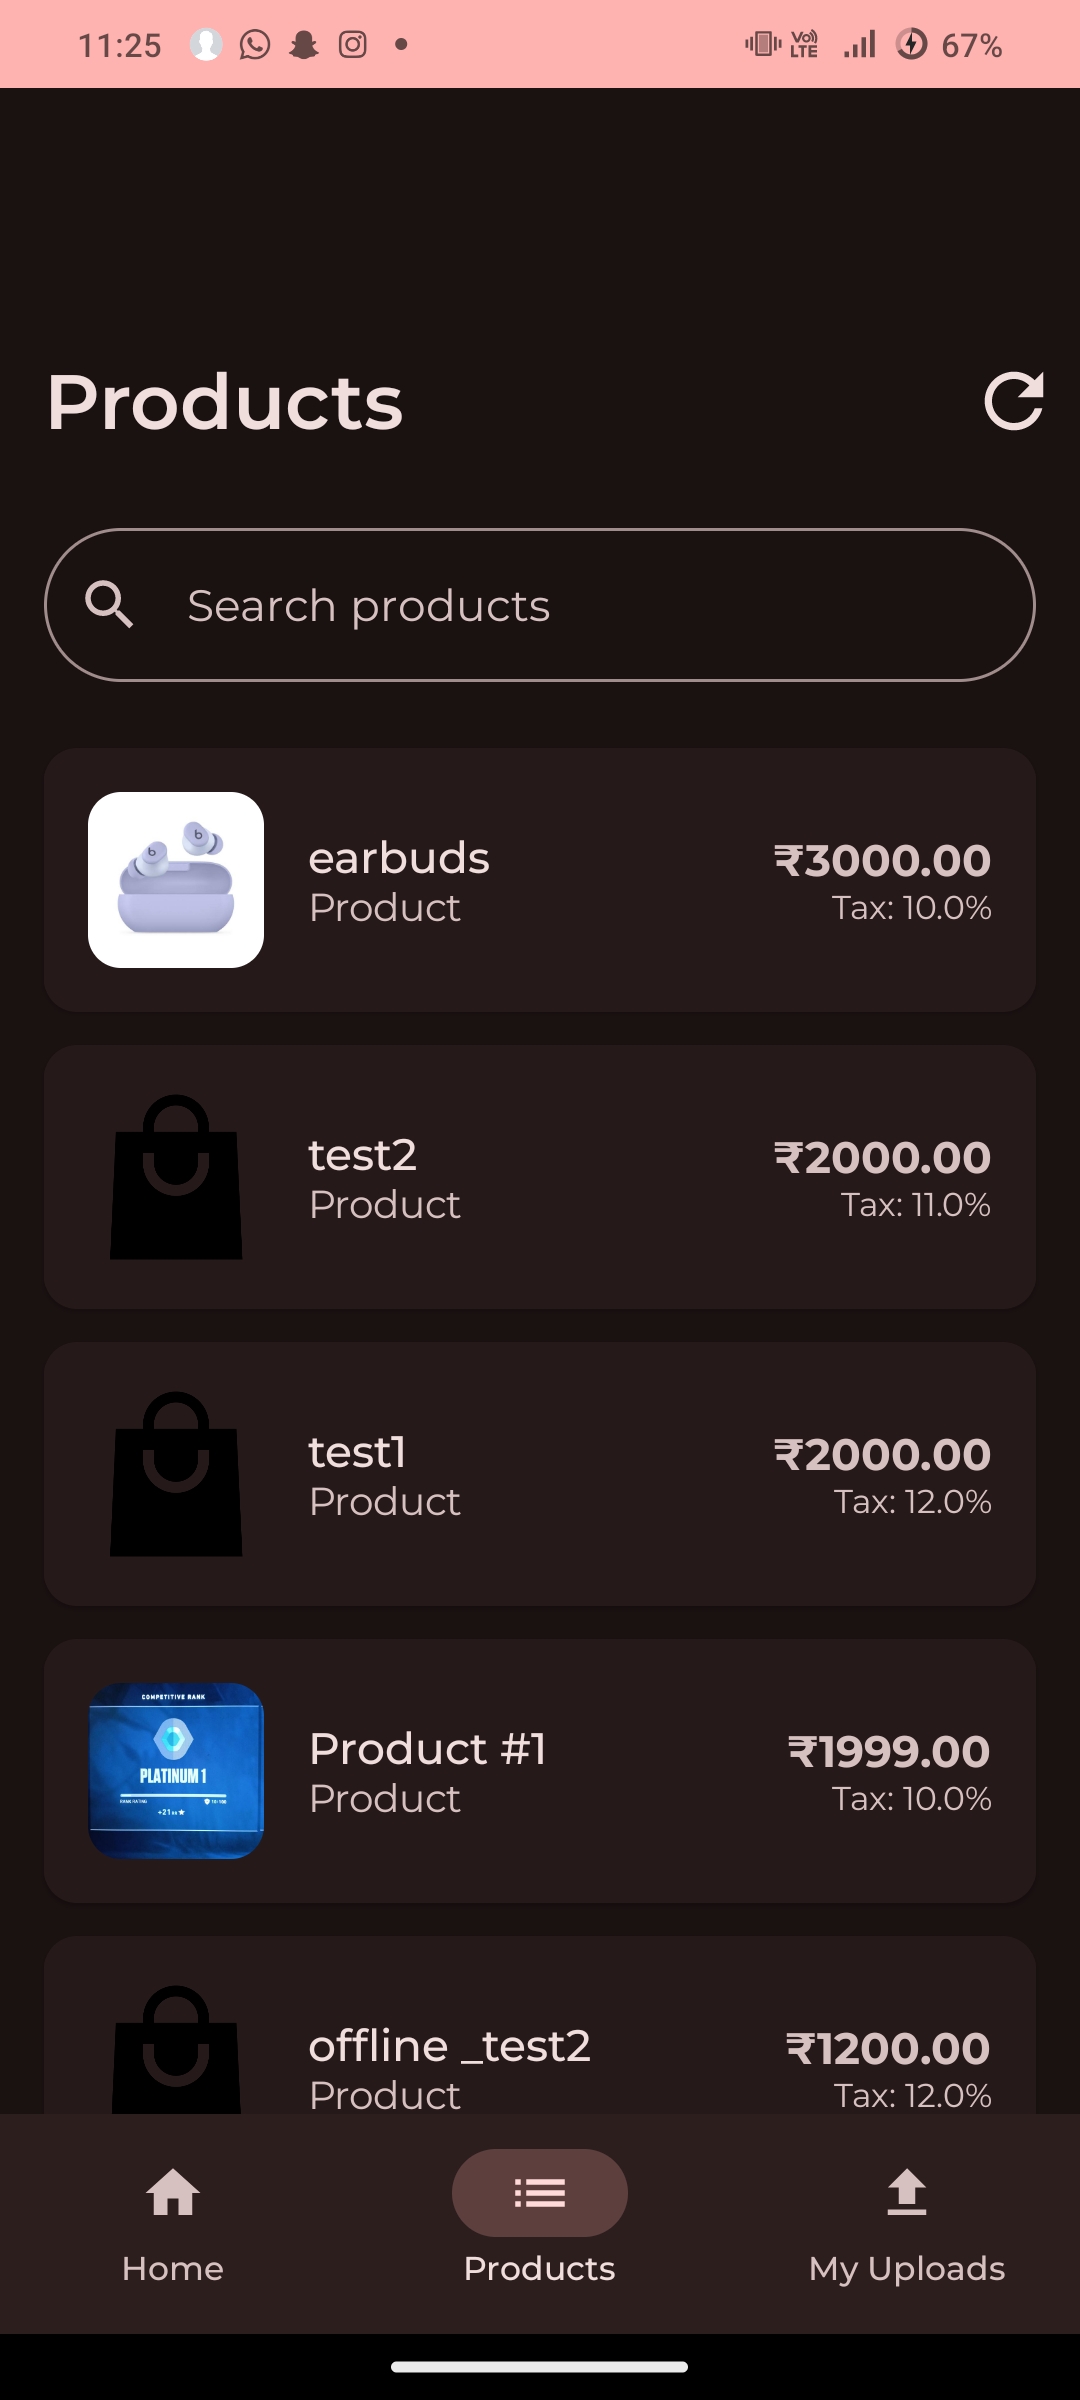 11:25
Vo) LTE 67%
Products
Search products
earbuds
Product
₹3000.00
Tax: 10.0%
test2
Product
₹2000.00
Tax: 11.0%
test1
Product
₹2000.00
Tax: 12.0%
COMPETITIVE RANK
PLATINUM 1
Product #1
Product
₹1999.00
Tax: 10.0%
offline _test2
Product
₹1200.00
Tax: 12.0%
Home
Products
My Uploads